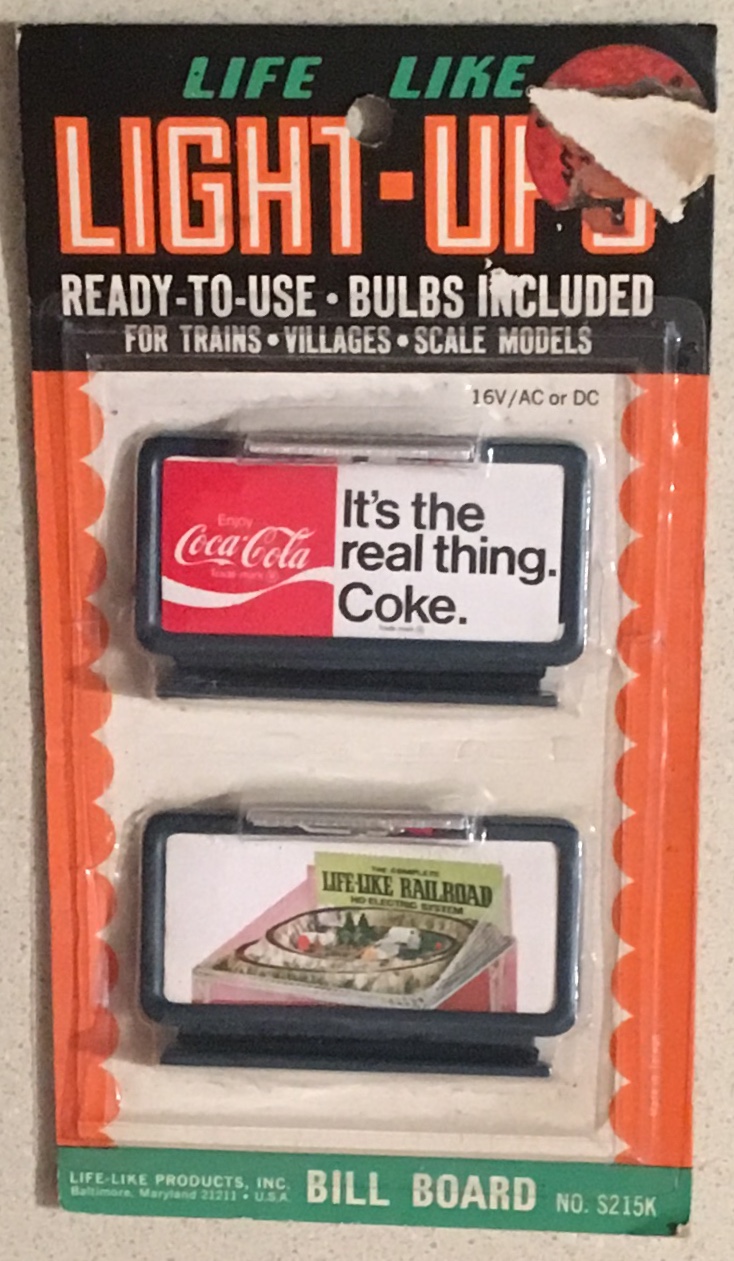 LIFE LIKE
LIGHT-UPS
READY-TO-USE • BULBS INCLUDED
FOR TRAINS • VILLAGES • SCALE MODELS
16V/AC or DC
Enjoy
Coca-Cola
Trade mark ®
It's the
real thing.
Coke.
Trade mark ®
THE COMPLETE
LIFE-LIKE RAILROAD
HO ELECTRIC SYSTEM
LIFE-LIKE PRODUCTS, INC.
Baltimore, Maryland 21211 • U.S.A.
BILL BOARD
NO. S215K